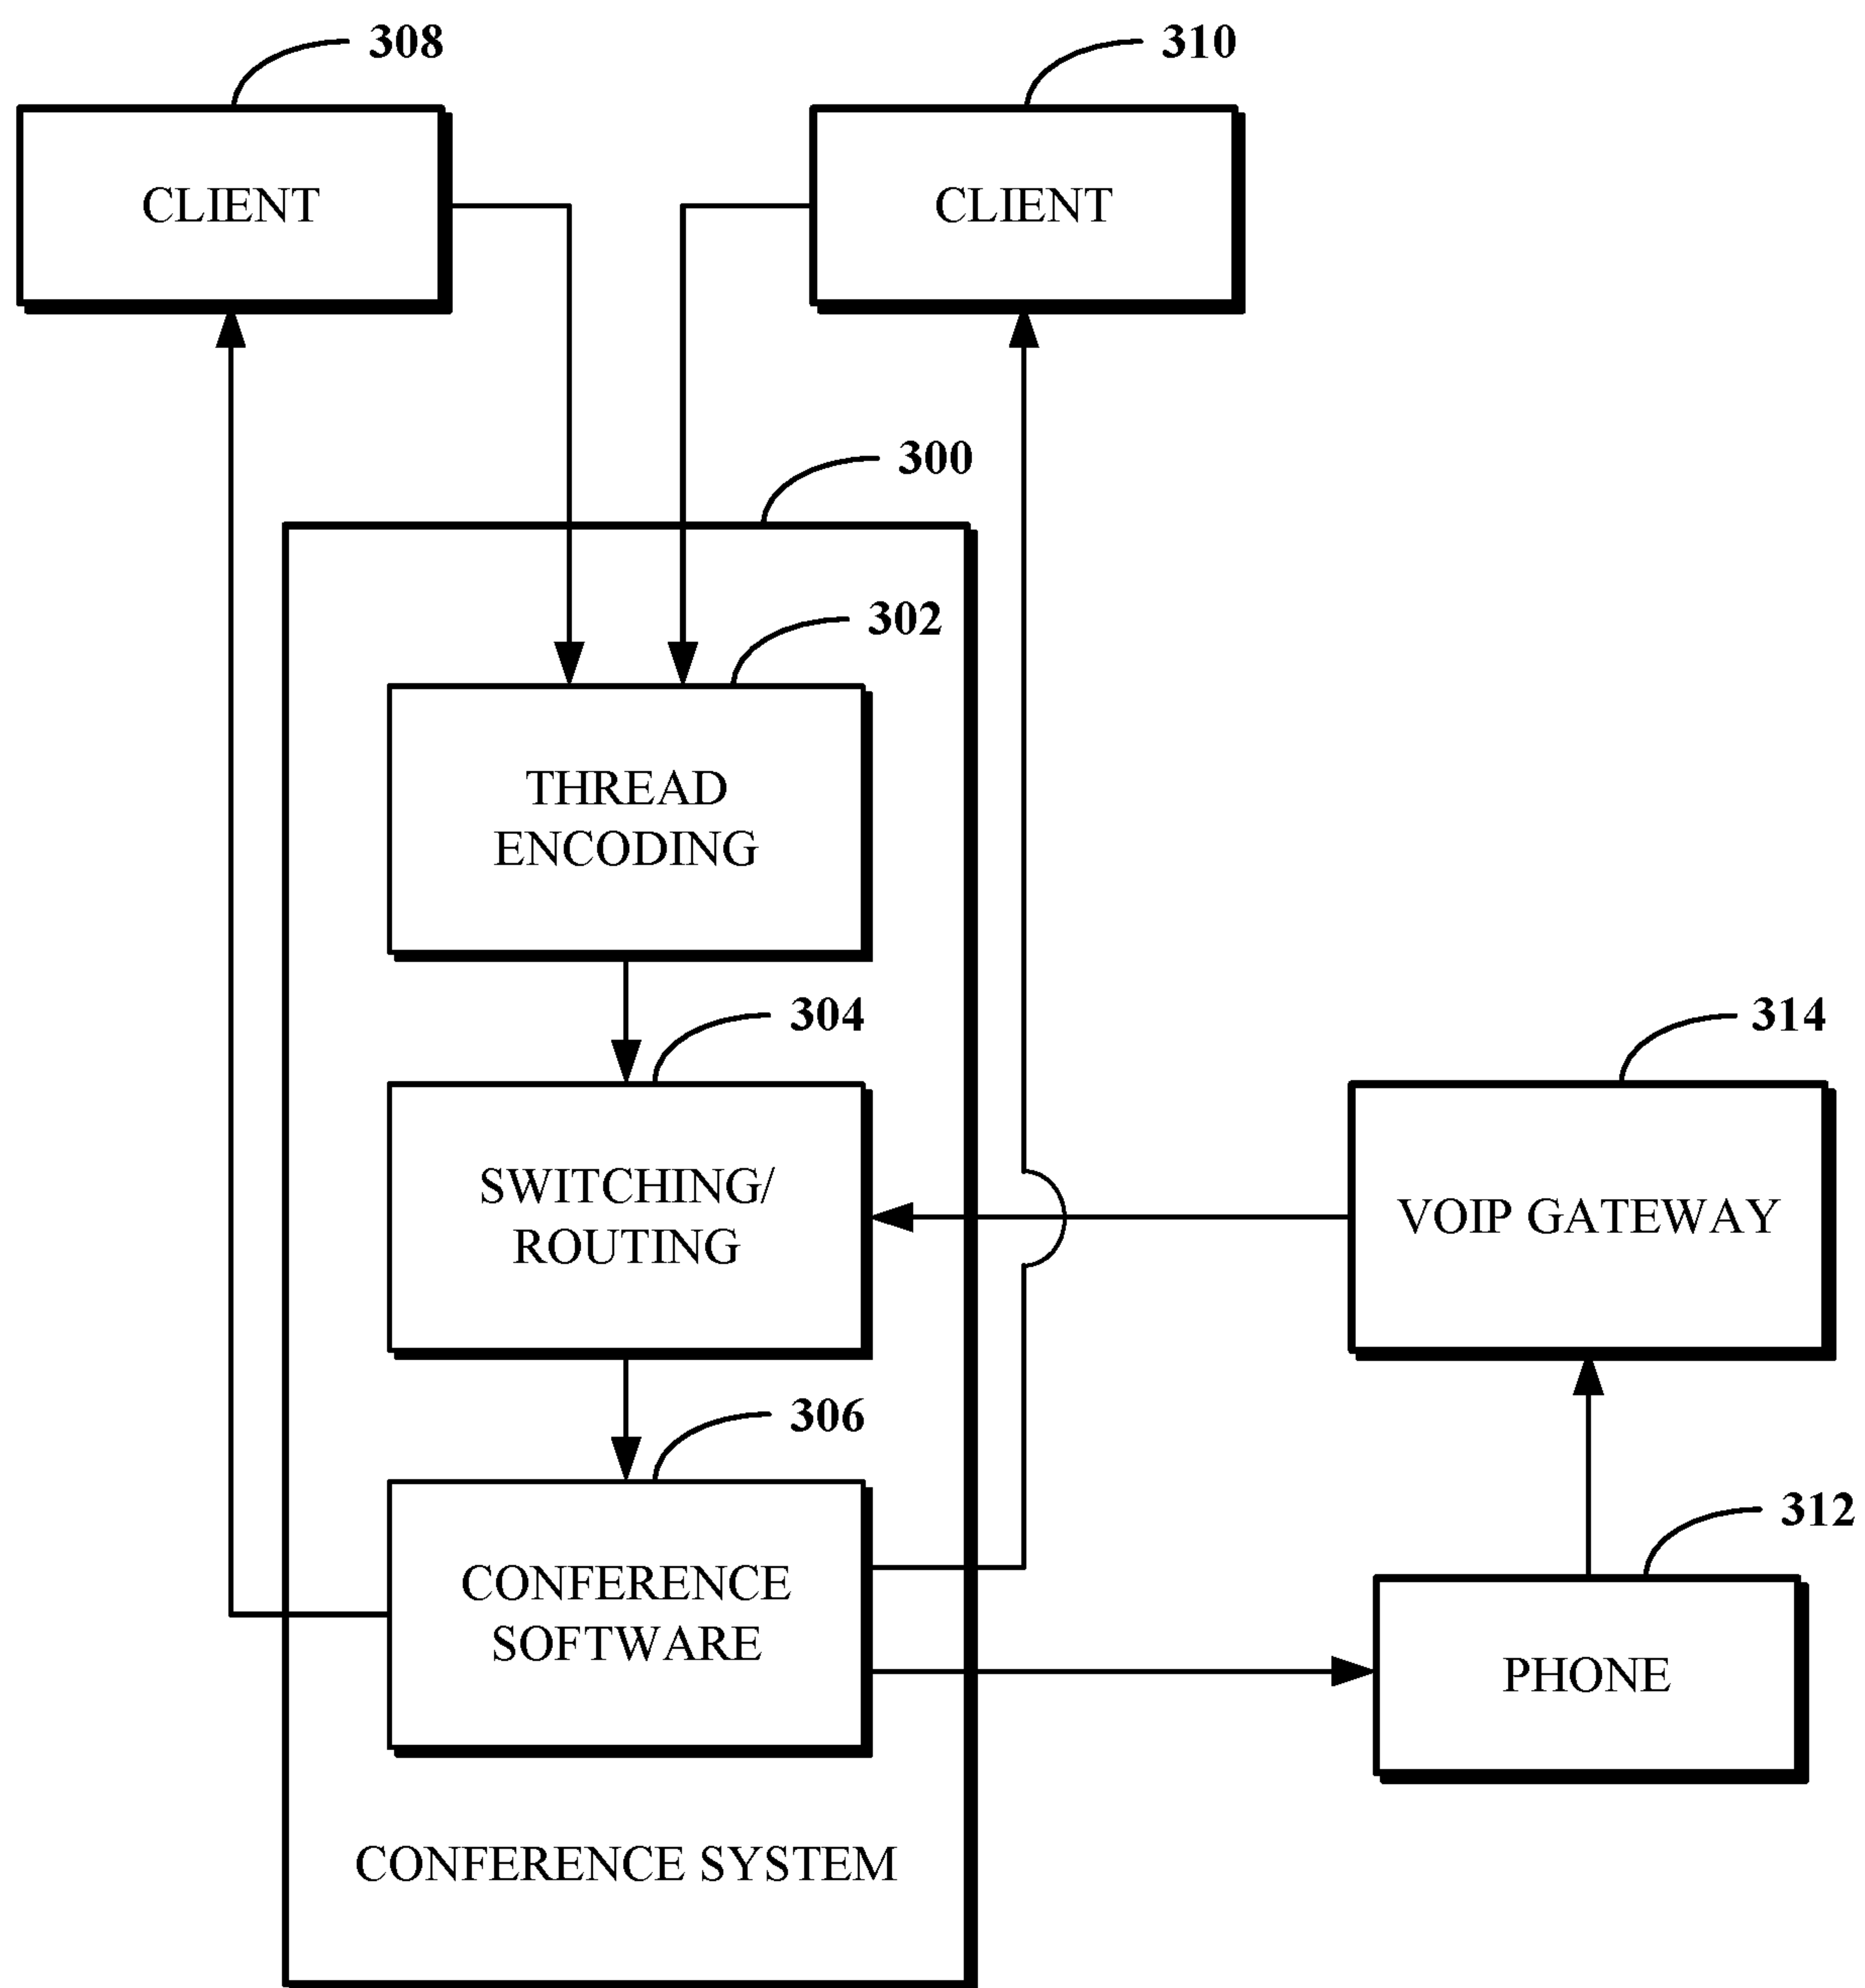 308
310
CLIENT
CLIENT
300
302
THREAD
ENCODING
304
314
SWITCHING/
ROUTING
VOIP GATEWAY
306
312
CONFERENCE
SOFTWARE
PHONE
CONFERENCE SYSTEM